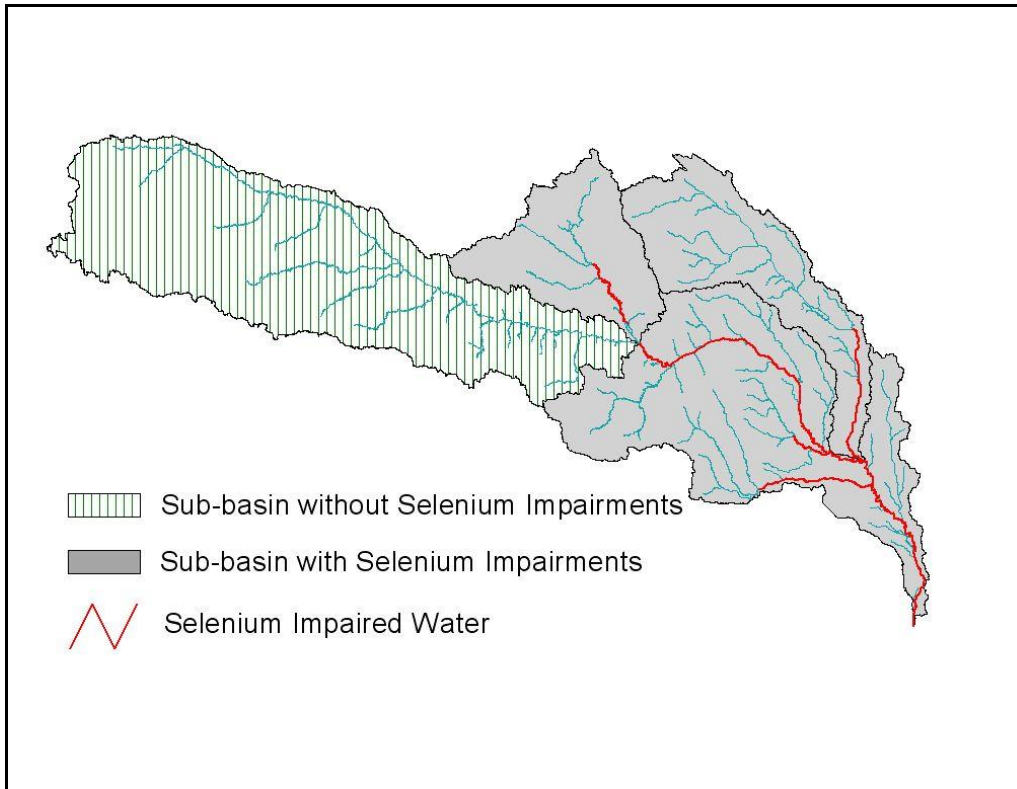 Sub-basin without Selenium Impairments
Sub-basin with Selenium Impairments
Selenium Impaired Water